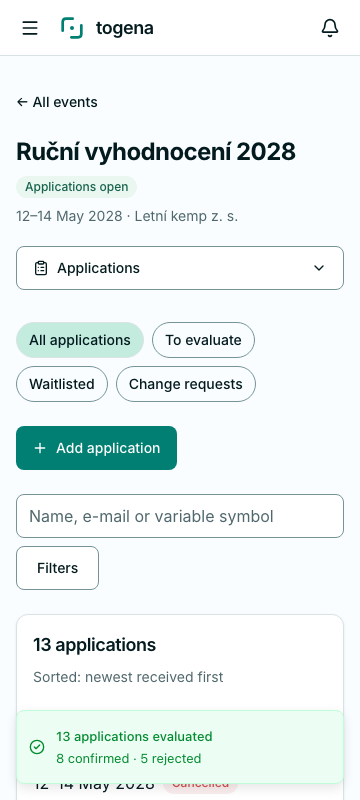 togena
← All events
Ruční vyhodnocení 2028
Applications open
12–14 May 2028 · Letní kemp z. s.
Applications
All applications
To evaluate
Waitlisted
Change requests
+ Add application
Name, e-mail or variable symbol
Filters
13 applications
Sorted: newest received first
13 applications evaluated
8 confirmed · 5 rejected
12–14 May 2028
Cancelled